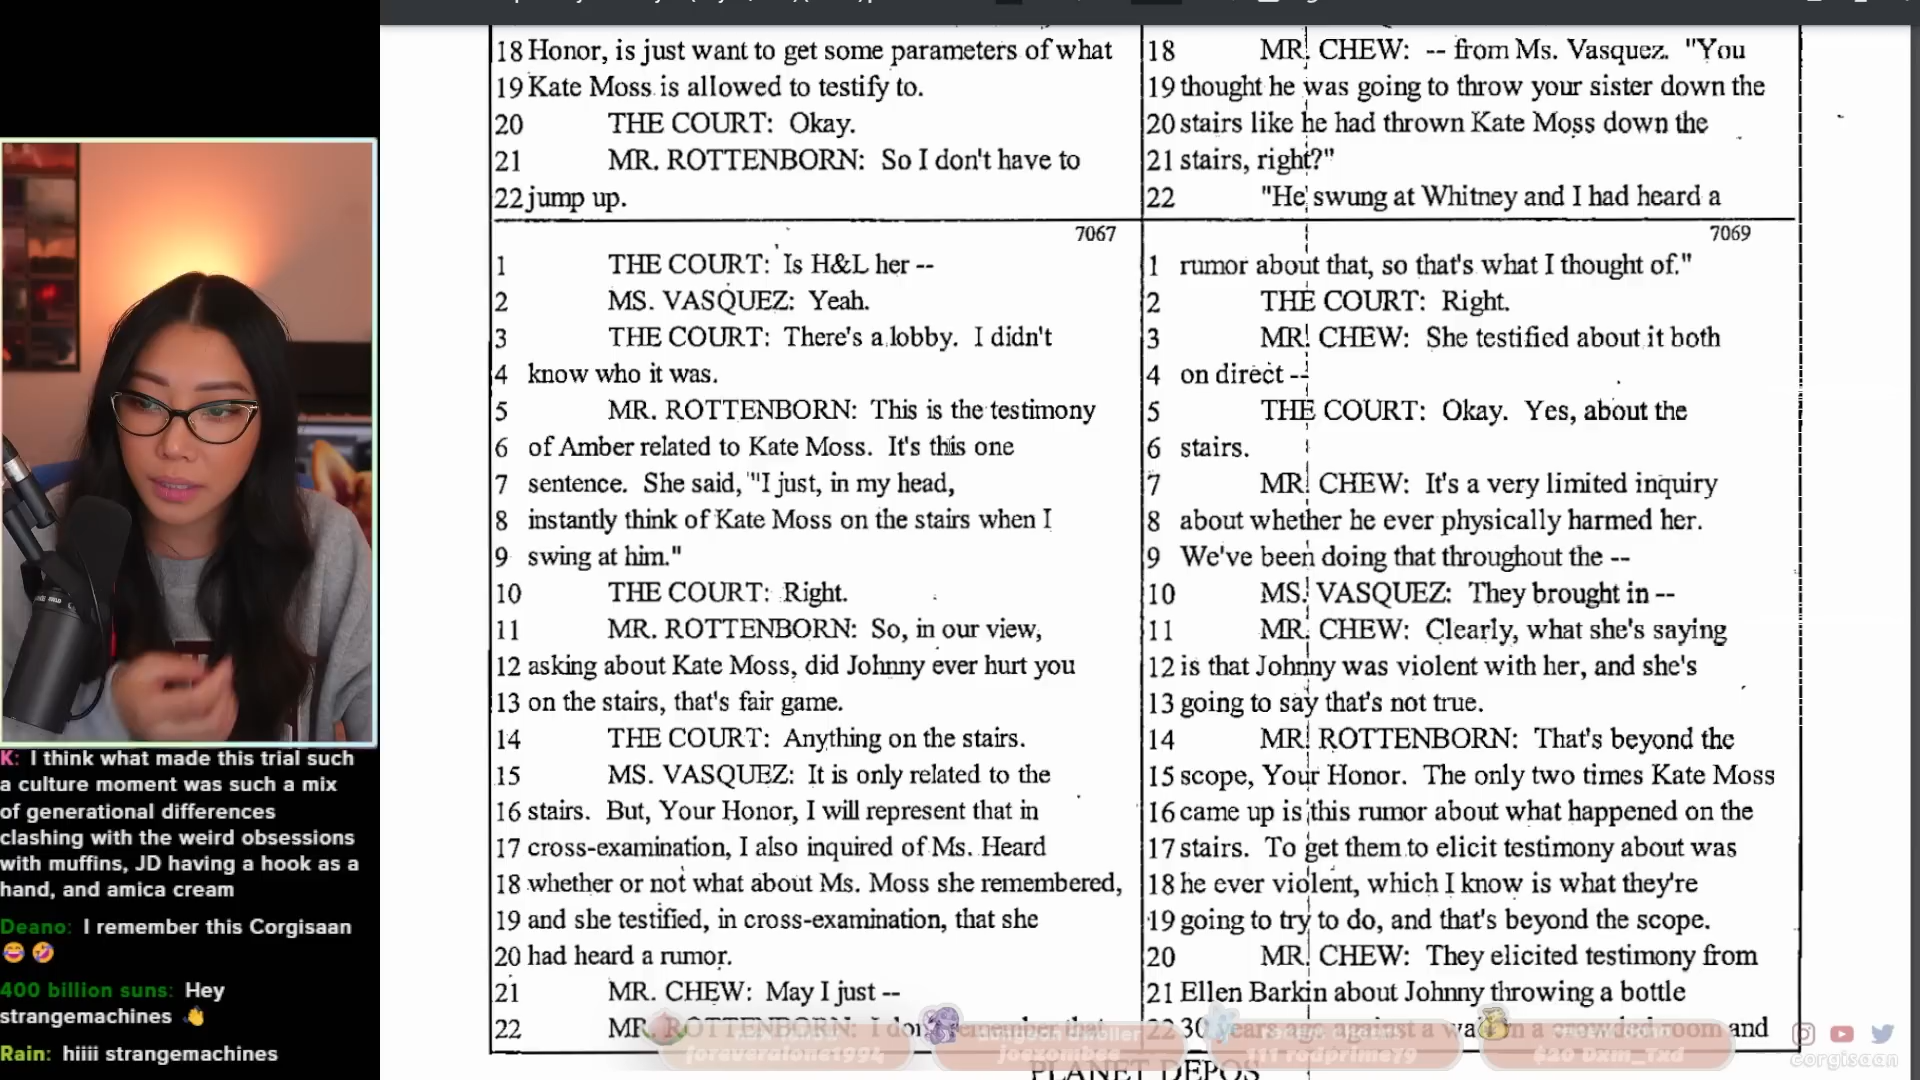 18 Honor, is just want to get some parameters of what
19 Kate Moss is allowed to testify to.
20 THE COURT: Okay.
21 MR. ROTTENBORN: So I don't have to
22 jump up.
7067
1 THE COURT: Is H&L her --
2 MS. VASQUEZ: Yeah.
3 THE COURT: There's a lobby. I didn't
4 know who it was.
5 MR. ROTTENBORN: This is the testimony
6 of Amber related to Kate Moss. It's this one
7 sentence. She said, "I just, in my head,
8 instantly think of Kate Moss on the stairs when I
9 swing at him."
10 THE COURT: Right.
11 MR. ROTTENBORN: So, in our view,
12 asking about Kate Moss, did Johnny ever hurt you
13 on the stairs, that's fair game.
14 THE COURT: Anything on the stairs.
15 MS. VASQUEZ: It is only related to the
16 stairs. But, Your Honor, I will represent that in
17 cross-examination, I also inquired of Ms. Heard
18 whether or not what about Ms. Moss she remembered,
19 and she testified, in cross-examination, that she
20 had heard a rumor.
21 MR. CHEW: May I just --
22 MR. ROTTENBORN: I don't remember that
18 MR. CHEW: -- from Ms. Vasquez. "You
19 thought he was going to throw your sister down the
20 stairs like he had thrown Kate Moss down the
21 stairs, right?"
22 "He swung at Whitney and I had heard a
7069
1 rumor about that, so that's what I thought of."
2 THE COURT: Right.
3 MR. CHEW: She testified about it both
4 on direct --
5 THE COURT: Okay. Yes, about the
6 stairs.
7 MR. CHEW: It's a very limited inquiry
8 about whether he ever physically harmed her.
9 We've been doing that throughout the --
10 MS. VASQUEZ: They brought in --
11 MR. CHEW: Clearly, what she's saying
12 is that Johnny was violent with her, and she's
13 going to say that's not true.
14 MR. ROTTENBORN: That's beyond the
15 scope, Your Honor. The only two times Kate Moss
16 came up is this rumor about what happened on the
17 stairs. To get them to elicit testimony about was
18 he ever violent, which I know is what they're
19 going to try to do, and that's beyond the scope.
20 MR. CHEW: They elicited testimony from
21 Ellen Barkin about Johnny throwing a bottle
22 30 years ago against a wall in a crowded room and
PLANET DEPOS
K: I think what made this trial such
a culture moment was such a mix
of generational differences
clashing with the weird obsessions
with muffins, JD having a hook as a
hand, and amica cream
Deano: I remember this Corgisaan
😂 🤣
400 billion suns: Hey
strangemachines 👋
Rain: hiiii strangemachines
foreveralone1994
joezombee
111 rodprime79
$20 Dxm_Txd
corgisaan